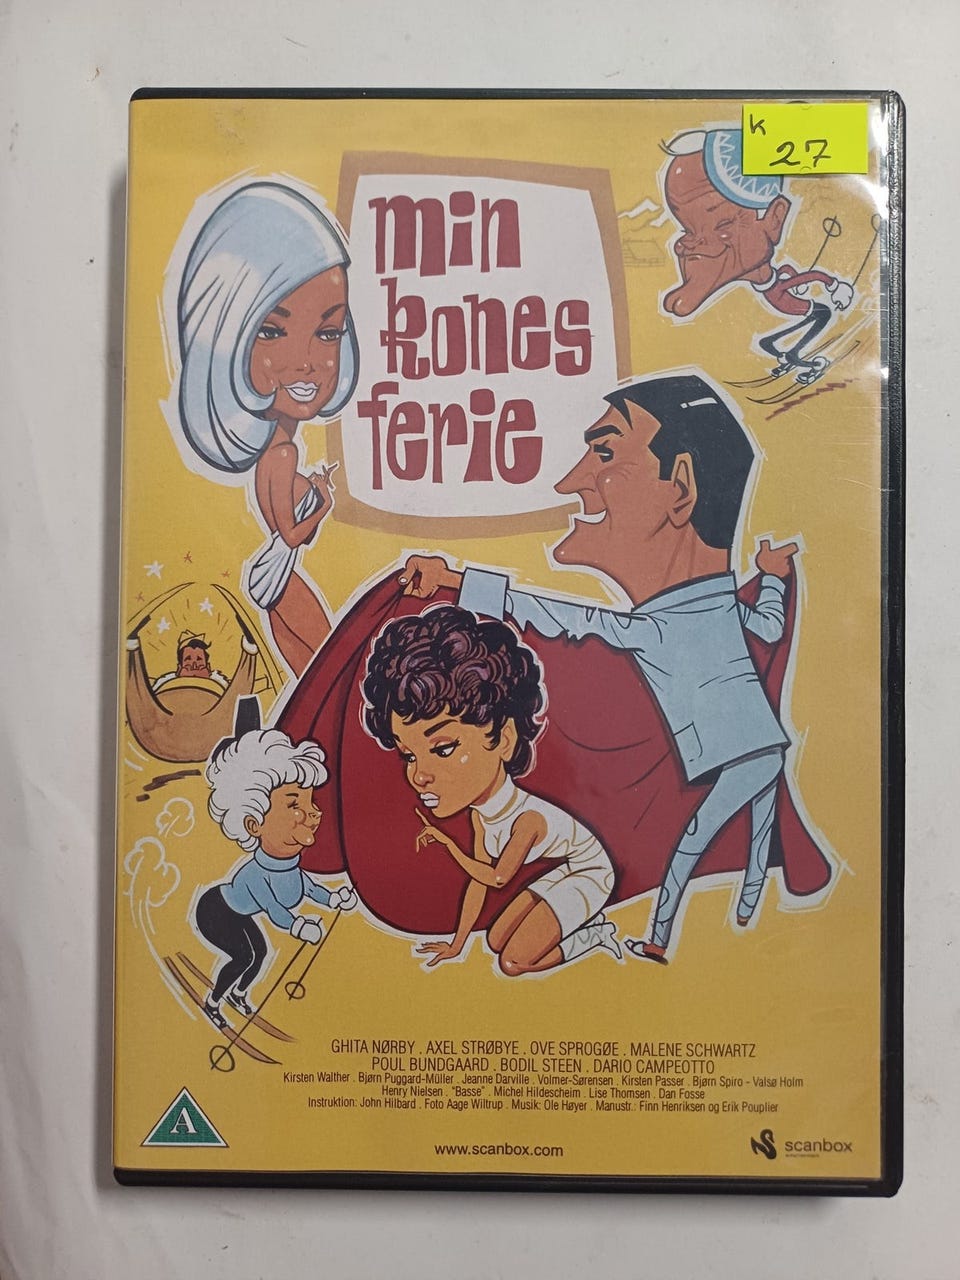 K
27
min
kones
ferie
GHITA NØRBY . AXEL STRØBYE . OVE SPROGØE . MALENE SCHWARTZ
POUL BUNDGAARD . BODIL STEEN . DARIO CAMPEOTTO
Kirsten Walther . Bjørn Puggard-Müller . Jeanne Darville . Volmer-Sørensen . Kirsten Passer . Bjørn Spiro - Valsø Holm
Henry Nielsen . "Basse" . Michel Hildescheim . Lise Thomsen . Dan Fosse
Instruktion: John Hilbard . Foto Aage Wiltrup . Musik: Ole Høyer . Manustr.: Finn Henriksen og Erik Pouplier
A
www.scanbox.com
scanbox
entertainment